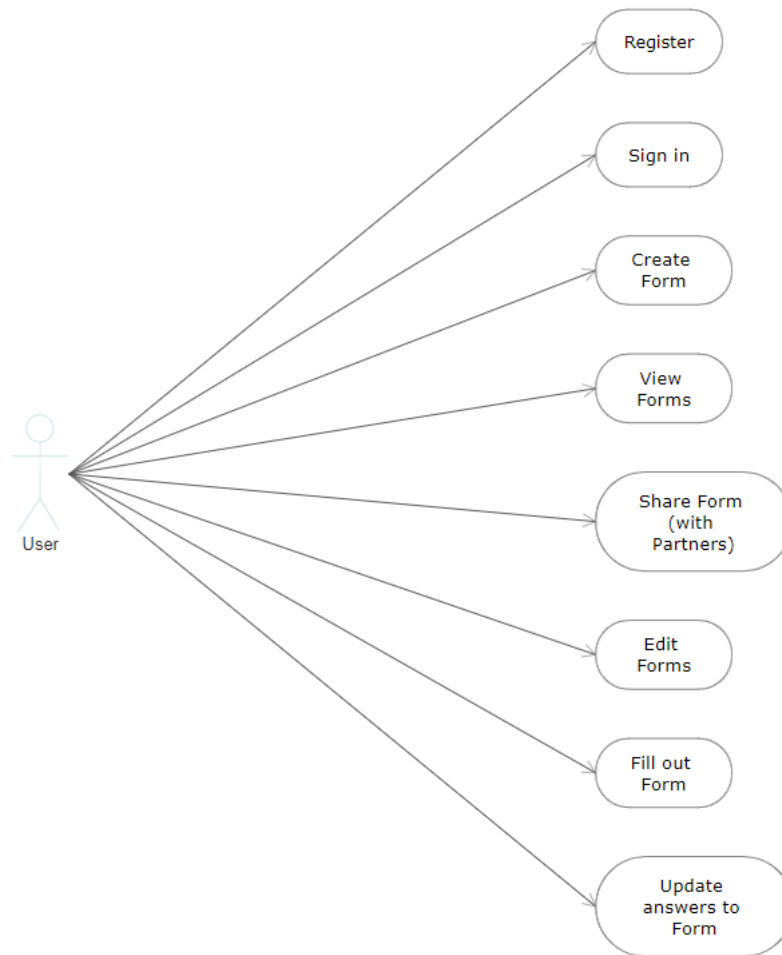 Register
Sign in
Create
Form
View
Forms
User
Share Form
(with
Partners)
Edit
Forms
Fill out
Form
Update
answers to
Form